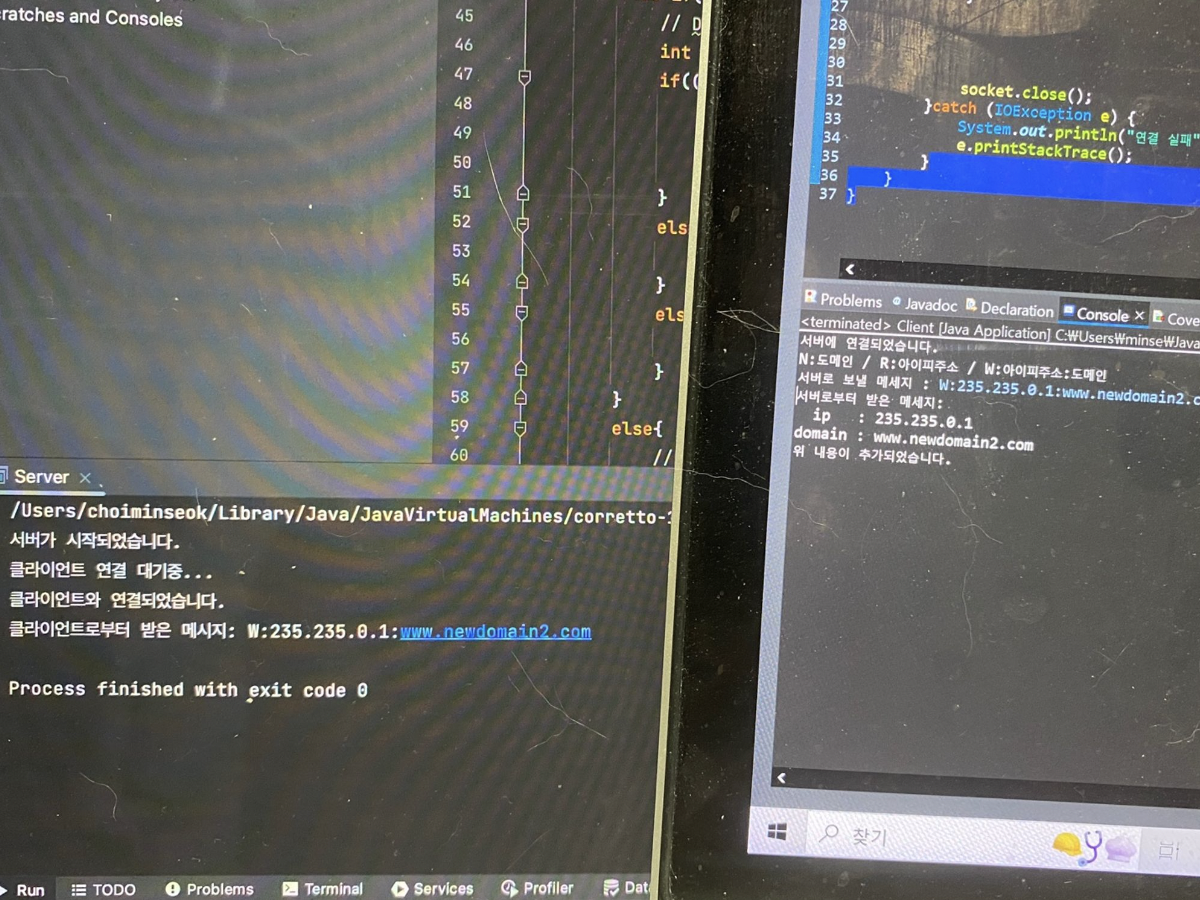 ratches and Consoles
45 // D
46 int
47 if((
48
49
50
51 }
52 els
53
54 }
55 els
56
57 }
58 }
59 else{
60 //
Server ×
/Users/choiminseok/Library/Java/JavaVirtualMachines/corretto-1
서버가 시작되었습니다.
클라이언트 연결 대기중...
클라이언트와 연결되었습니다.
클라이언트로부터 받은 메시지: W:235.235.0.1:www.newdomain2.com
Process finished with exit code 0
Run TODO Problems Terminal Services Profiler Dat
27
28
29
30
31 socket.close();
32 }catch (IOException e) {
33 System.out.println("연결 실패"
34 e.printStackTrace();
35 }
36 }
37 }
Problems Javadoc Declaration Console × Cove
<terminated> Client [Java Application] C:₩Users₩minse₩Java
서버에 연결되었습니다.
N:도메인 / R:아이피주소 / W:아이피주소:도메인
서버로 보낼 메세지 : W:235.235.0.1:www.newdomain2.c
서버로부터 받은 메세지:
ip : 235.235.0.1
domain : www.newdomain2.com
위 내용이 추가되었습니다.
찾기